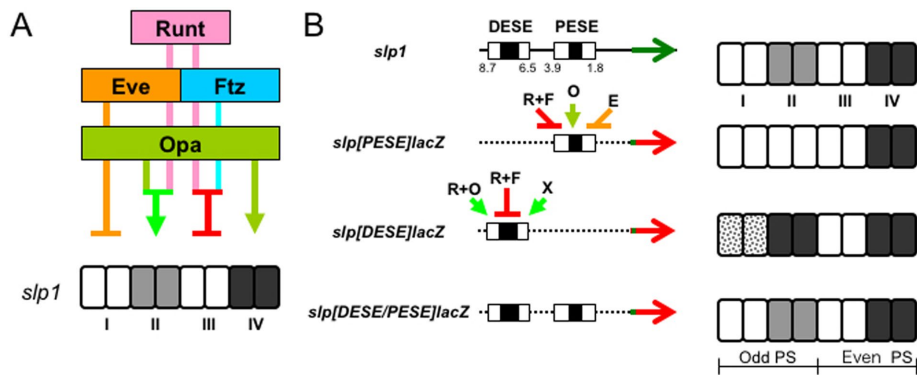 A
Runt
Eve Ftz
Opa
slp1
I II III IV
B
DESE PESE
slp1
8.7 6.5 3.9 1.8
I II III IV
O
R+F E
slp[PESE]lacZ
R+F
R+O X
slp[DESE]lacZ
slp[DESE/PESE]lacZ
Odd PS Even PS